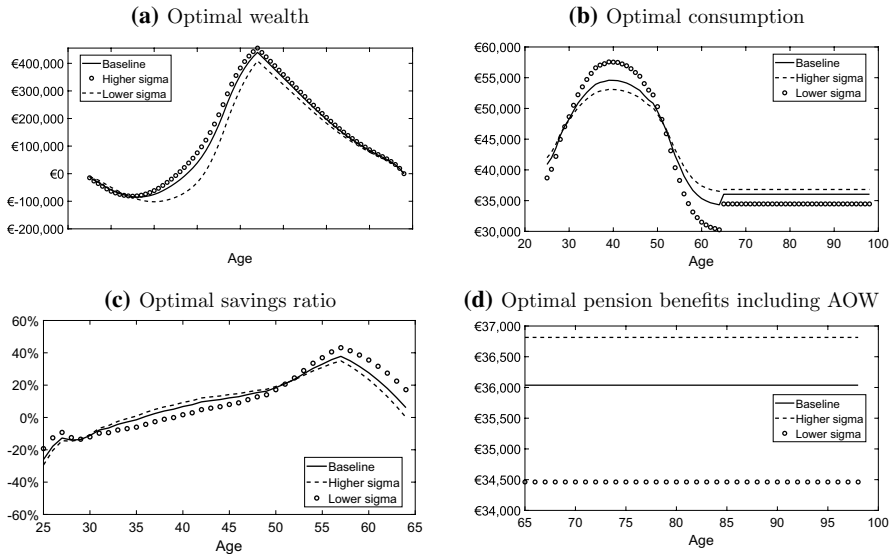 (a) Optimal wealth
€400,000
€300,000
€200,000
€100,000
€0
€-100,000
€-200,000
Baseline
Higher sigma
Lower sigma
Age
(b) Optimal consumption
€60,000
€55,000
€50,000
€45,000
€40,000
€35,000
€30,000
20 30 40 50 60 70 80 90 100
Baseline
Higher sigma
Lower sigma
Age
(c) Optimal savings ratio
60%
40%
20%
0%
-20%
-40%
-60%
25 30 35 40 45 50 55 60 65
Baseline
Higher sigma
Lower sigma
Age
(d) Optimal pension benefits including AOW
€37,000
€36,500
€36,000
€35,500
€35,000
€34,500
€34,000
65 70 75 80 85 90 95 100
Baseline
Higher sigma
Lower sigma
Age